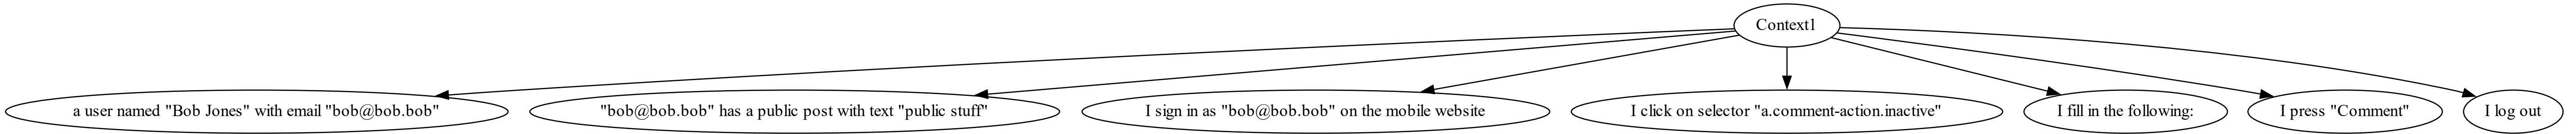 Context1
a user named "Bob Jones" with email "bob@bob.bob"
"bob@bob.bob" has a public post with text "public stuff"
I sign in as "bob@bob.bob" on the mobile website
I click on selector "a.comment-action.inactive"
I fill in the following:
I press "Comment"
I log out